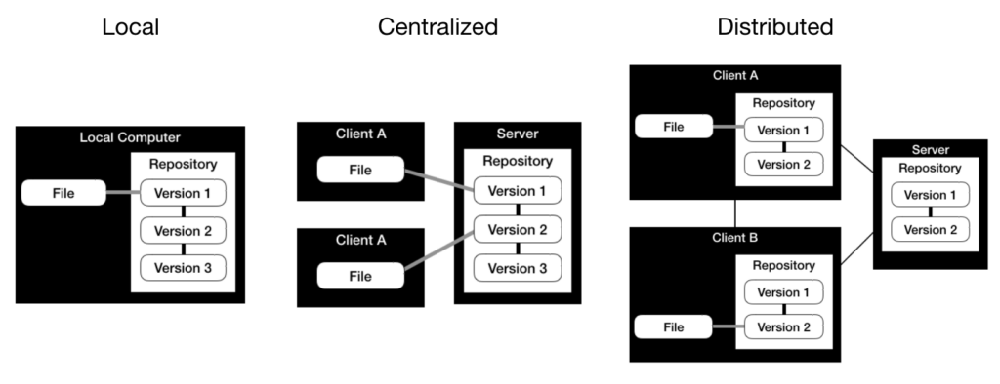 Local
Local Computer
Repository
File
Version 1
Version 2
Version 3
Centralized
Client A
File
Client A
File
Server
Repository
Version 1
Version 2
Version 3
Distributed
Client A
Repository
File
Version 1
Version 2
Client B
Repository
Version 1
File
Version 2
Server
Repository
Version 1
Version 2